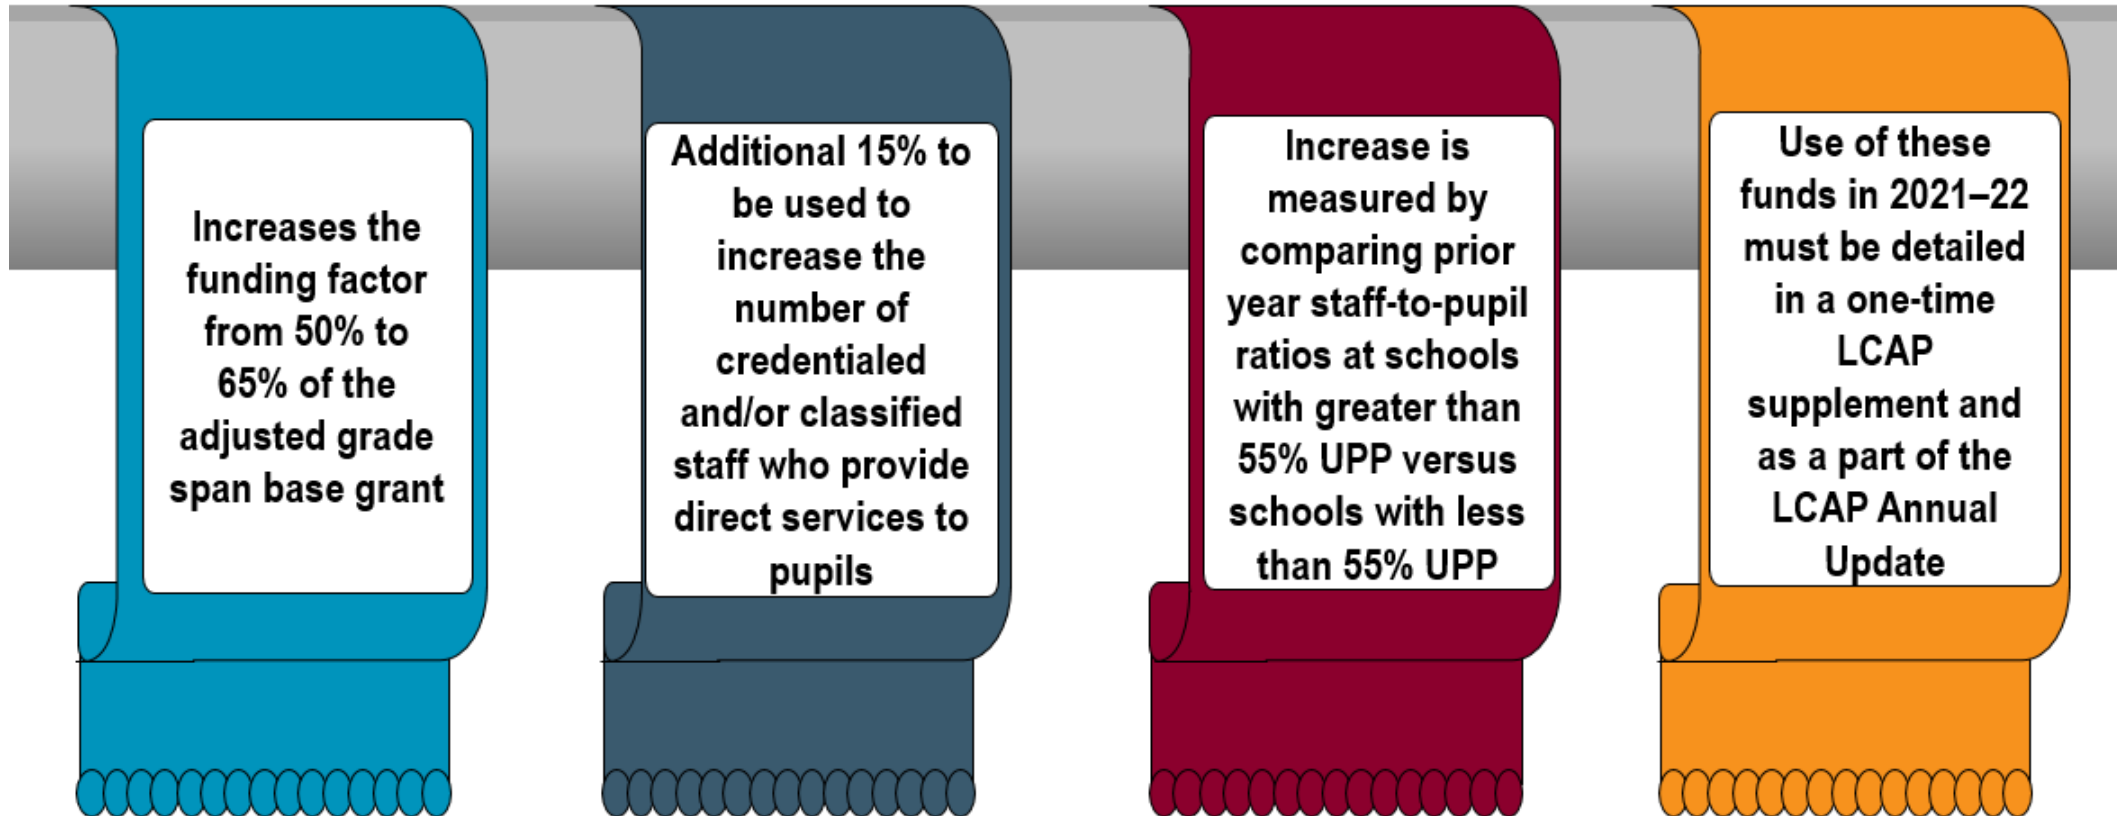 Increases the
funding factor
from 50% to
65% of the
adjusted grade
span base grant
Additional 15% to
be used to
increase the
number of
credentialed
and/or classified
staff who provide
direct services to
pupils
Increase is
measured by
comparing prior
year staff-to-pupil
ratios at schools
with greater than
55% UPP versus
schools with less
than 55% UPP
Use of these
funds in 2021–22
must be detailed
in a one-time
LCAP
supplement and
as a part of the
LCAP Annual
Update